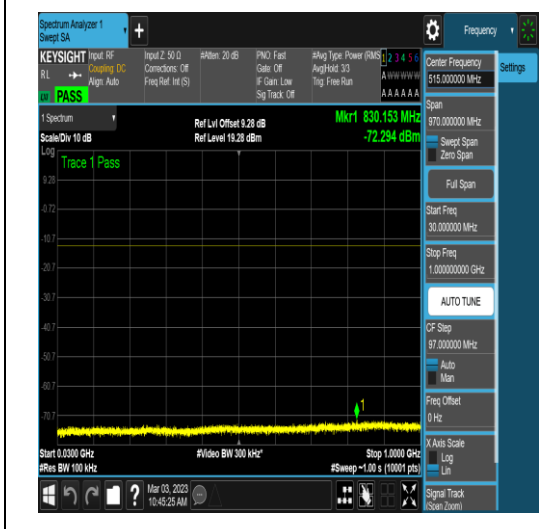 Spectrum Analyzer 1
Swept SA
+
Frequency
KEYSIGHT
RL
Input: RF
Coupling: DC
Align: Auto
Input Z: 50 Ω
Corrections: Off
Freq Ref: Int (S)
#Atten: 20 dB
PNO: Fast
Gate: Off
IF Gain: Low
Sig Track: Off
#Avg Type: Power (RMS)
Avg|Hold: 3/3
Trig: Free Run
1 2 3 4 5 6
A W W W W W
A A A A A A
PASS
1 Spectrum
Scale/Div 10 dB
Log
Ref Lvl Offset 9.28 dB
Ref Level 19.28 dBm
Mkr1 830.153 MHz
-72.294 dBm
Trace 1 Pass
9.28
-0.72
-10.7
-20.7
-30.7
-40.7
-50.7
-60.7
-70.7
1
Start 0.0300 GHz
#Res BW 100 kHz
#Video BW 300 kHz*
Stop 1.0000 GHz
#Sweep ~1.00 s (10001 pts)
?
Mar 03, 2023
10:45:25 AM
Center Frequency
515.000000 MHz
Settings
Span
970.000000 MHz
Swept Span
Zero Span
Full Span
Start Freq
30.000000 MHz
Stop Freq
1.000000000 GHz
AUTO TUNE
CF Step
97.000000 MHz
Auto
Man
Freq Offset
0 Hz
X Axis Scale
Log
Lin
Signal Track
(Span Zoom)